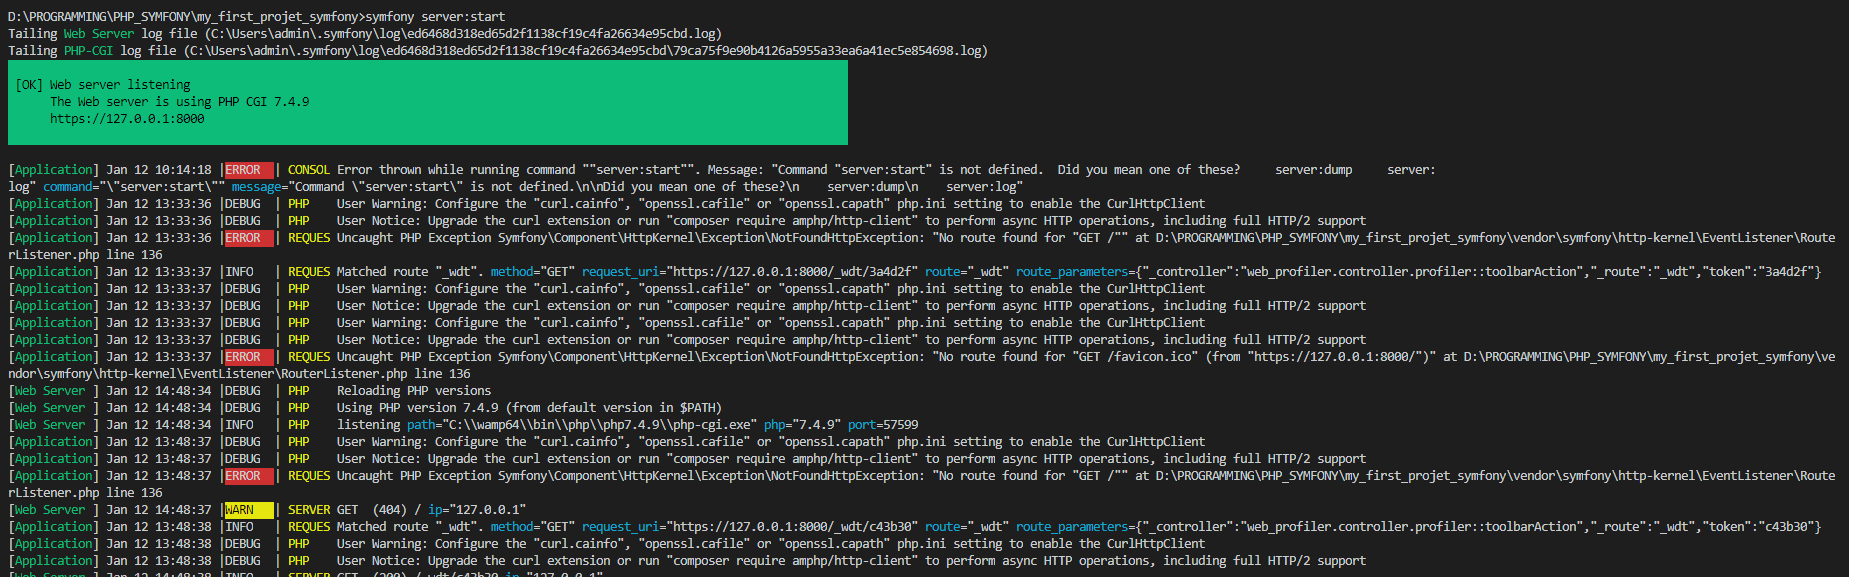 D:\PROGRAMMING\PHP_SYMFONY\my_first_projet_symfony>symfony server:start
Tailing Web Server log file (C:\Users\admin\.symfony\log\ed6468d318ed65d2f1138cf19c4fa26634e95cbd.log)
Tailing PHP-CGI log file (C:\Users\admin\.symfony\log\ed6468d318ed65d2f1138cf19c4fa26634e95cbd\79ca75f9e90b4126a5955a33ea6a41ec5e854698.log)
[OK] Web server listening
The Web server is using PHP CGI 7.4.9
https://127.0.0.1:8000
[Application] Jan 12 10:14:18 |ERROR  | CONSOL Error thrown while running command ""server:start"". Message: "Command "server:start" is not defined.  Did you mean one of these?     server:dump     server:
log" command="\"server:start\"" message="Command \"server:start\" is not defined.\n\nDid you mean one of these?\n    server:dump\n    server:log"
[Application] Jan 12 13:33:36 |DEBUG  | PHP    User Warning: Configure the "curl.cainfo", "openssl.cafile" or "openssl.capath" php.ini setting to enable the CurlHttpClient
[Application] Jan 12 13:33:36 |DEBUG  | PHP    User Notice: Upgrade the curl extension or run "composer require amphp/http-client" to perform async HTTP operations, including full HTTP/2 support
[Application] Jan 12 13:33:36 |ERROR  | REQUES Uncaught PHP Exception Symfony\Component\HttpKernel\Exception\NotFoundHttpException: "No route found for "GET /"" at D:\PROGRAMMING\PHP_SYMFONY\my_first_projet_symfony\vendor\symfony\http-kernel\EventListener\Route
rListener.php line 136
[Application] Jan 12 13:33:37 |INFO   | REQUES Matched route "_wdt". method="GET" request_uri="https://127.0.0.1:8000/_wdt/3a4d2f" route="_wdt" route_parameters={"_controller":"web_profiler.controller.profiler::toolbarAction","_route":"_wdt","token":"3a4d2f"}
[Application] Jan 12 13:33:37 |DEBUG  | PHP    User Warning: Configure the "curl.cainfo", "openssl.cafile" or "openssl.capath" php.ini setting to enable the CurlHttpClient
[Application] Jan 12 13:33:37 |DEBUG  | PHP    User Notice: Upgrade the curl extension or run "composer require amphp/http-client" to perform async HTTP operations, including full HTTP/2 support
[Application] Jan 12 13:33:37 |DEBUG  | PHP    User Warning: Configure the "curl.cainfo", "openssl.cafile" or "openssl.capath" php.ini setting to enable the CurlHttpClient
[Application] Jan 12 13:33:37 |DEBUG  | PHP    User Notice: Upgrade the curl extension or run "composer require amphp/http-client" to perform async HTTP operations, including full HTTP/2 support
[Application] Jan 12 13:33:37 |ERROR  | REQUES Uncaught PHP Exception Symfony\Component\HttpKernel\Exception\NotFoundHttpException: "No route found for "GET /favicon.ico" (from "https://127.0.0.1:8000/")" at D:\PROGRAMMING\PHP_SYMFONY\my_first_projet_symfony\ve
ndor\symfony\http-kernel\EventListener\RouterListener.php line 136
[Web Server ] Jan 12 14:48:34 |DEBUG  | PHP    Reloading PHP versions
[Web Server ] Jan 12 14:48:34 |DEBUG  | PHP    Using PHP version 7.4.9 (from default version in $PATH)
[Web Server ] Jan 12 14:48:34 |INFO   | PHP    listening path="C:\\wamp64\\bin\\php\\php7.4.9\\php-cgi.exe" php="7.4.9" port=57599
[Application] Jan 12 13:48:37 |DEBUG  | PHP    User Warning: Configure the "curl.cainfo", "openssl.cafile" or "openssl.capath" php.ini setting to enable the CurlHttpClient
[Application] Jan 12 13:48:37 |DEBUG  | PHP    User Notice: Upgrade the curl extension or run "composer require amphp/http-client" to perform async HTTP operations, including full HTTP/2 support
[Application] Jan 12 13:48:37 |ERROR  | REQUES Uncaught PHP Exception Symfony\Component\HttpKernel\Exception\NotFoundHttpException: "No route found for "GET /"" at D:\PROGRAMMING\PHP_SYMFONY\my_first_projet_symfony\vendor\symfony\http-kernel\EventListener\Route
rListener.php line 136
[Web Server ] Jan 12 14:48:37 |WARN   | SERVER GET  (404) / ip="127.0.0.1"
[Application] Jan 12 13:48:38 |INFO   | REQUES Matched route "_wdt". method="GET" request_uri="https://127.0.0.1:8000/_wdt/c43b30" route="_wdt" route_parameters={"_controller":"web_profiler.controller.profiler::toolbarAction","_route":"_wdt","token":"c43b30"}
[Application] Jan 12 13:48:38 |DEBUG  | PHP    User Warning: Configure the "curl.cainfo", "openssl.cafile" or "openssl.capath" php.ini setting to enable the CurlHttpClient
[Application] Jan 12 13:48:38 |DEBUG  | PHP    User Notice: Upgrade the curl extension or run "composer require amphp/http-client" to perform async HTTP operations, including full HTTP/2 support
[Web Server ] Jan 12 14:48:38 |INFO   | SERVER GET  (200) /_wdt/c43b30 ip="127.0.0.1"